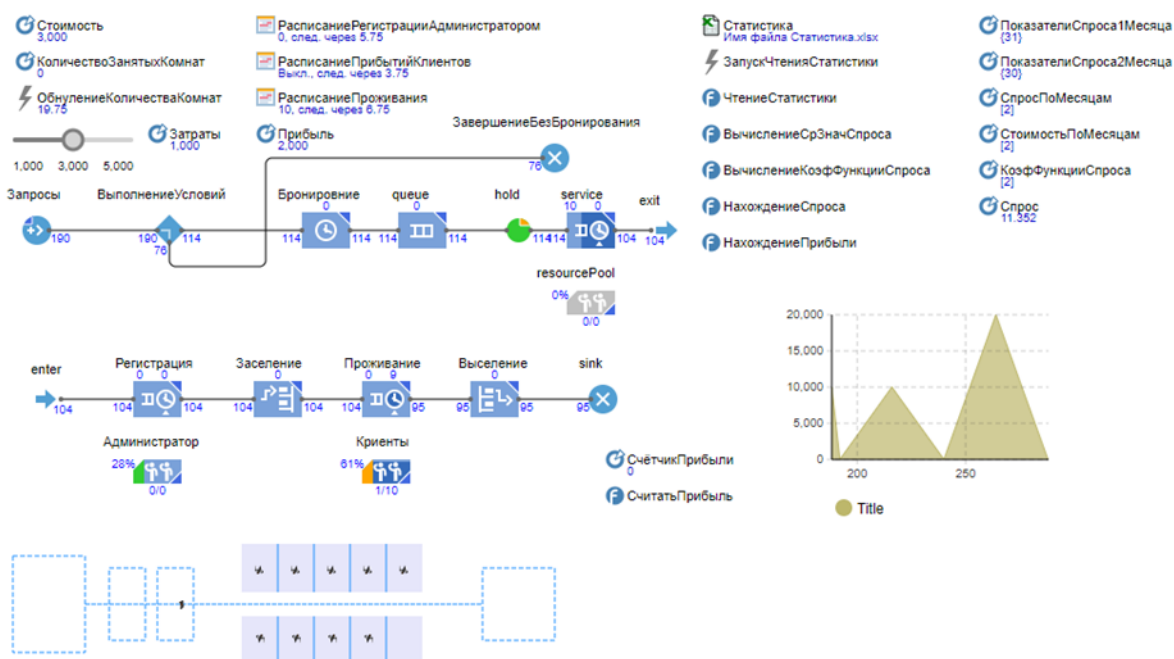 Стоимость
3,000
КоличествоЗанятыхКомнат
0
ОбнулениеКоличестваКомнат
19.75
1,000 3,000 5,000
Затраты
1,000
РасписаниеРегистрацииАдминистратором
0, след. через 5.75
РасписаниеПрибытийКлиентов
Выкл., след. через 3.75
РасписаниеПроживания
10, след. через 6.75
Прибыль
2,000
ЗавершениеБезБронирования
76
Статистика
Имя файла Статистика.xlsx
ЗапускЧтенияСтатистики
ЧтениеСтатистики
ВычислениеСрЗначСпроса
ВычислениеКоэфФункцииСпроса
НахождениеСпроса
НахождениеПрибыли
ПоказателиСпроса1Месяца
{31}
ПоказателиСпроса2Месяца
{30}
СпросПоМесяцам
[2]
СтоимостьПоМесяцам
[2]
КоэфФункцииСпроса
[2]
Спрос
11.352
Запросы ВыполнениеУсловий Бронировние queue hold service exit
0 0 10 0
190 190 114 114 114 114 114 114 114 104 104
76
resourcePool
0%
0/0
enter Регистрация Заселение Проживание Выселение sink
0 0 0 0 9 0
104 104 104 104 104 104 95 95 95 95
Администратор Криенты
28% 61%
0/0 1/10
СчётчикПрибыли
0
СчитатьПрибыль
20,000
15,000
10,000
5,000
0
200 250
Title